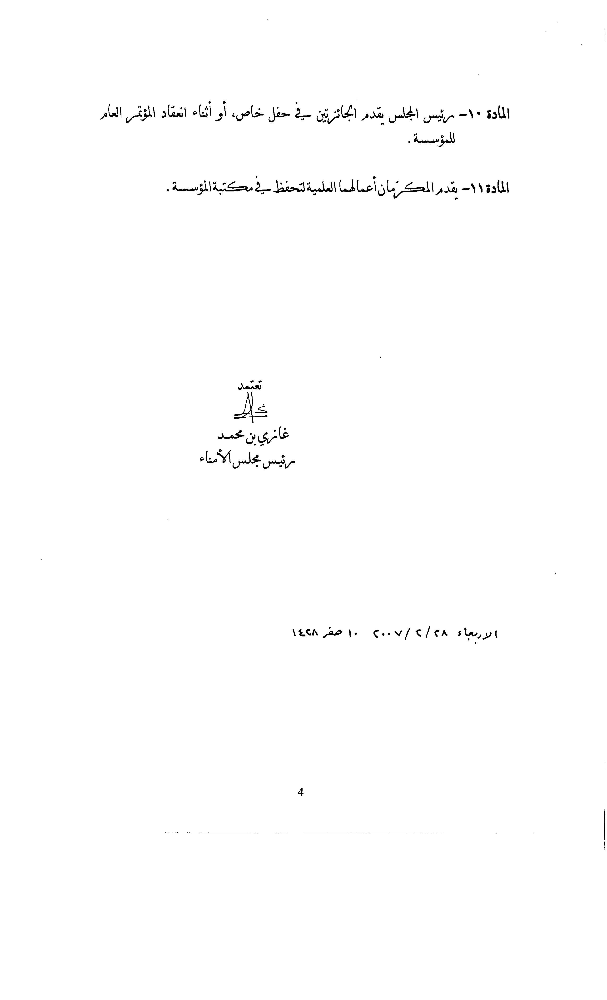 المادة ١٠- رئيس المجلس يقدم الجائزتين في حفل خاص، أو أثناء انعقاد المؤتمر العام
للمؤسسة.
المادة ١١- يقدم المكرّمان أعمالهما العلمية لتحفظ في مكتبة المؤسسة.
تعتمد
غازي بن محمد
رئيس مجلس الأمناء
الاربعاء ٢٨/٢/٢٠٠٧ ١٠ صفر ١٤٢٨
4